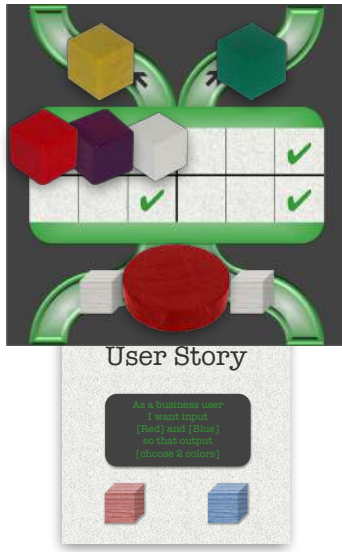 User Story
As a business user
I want input
[Red] and [Blue]
so that output
[choose 2 colors]